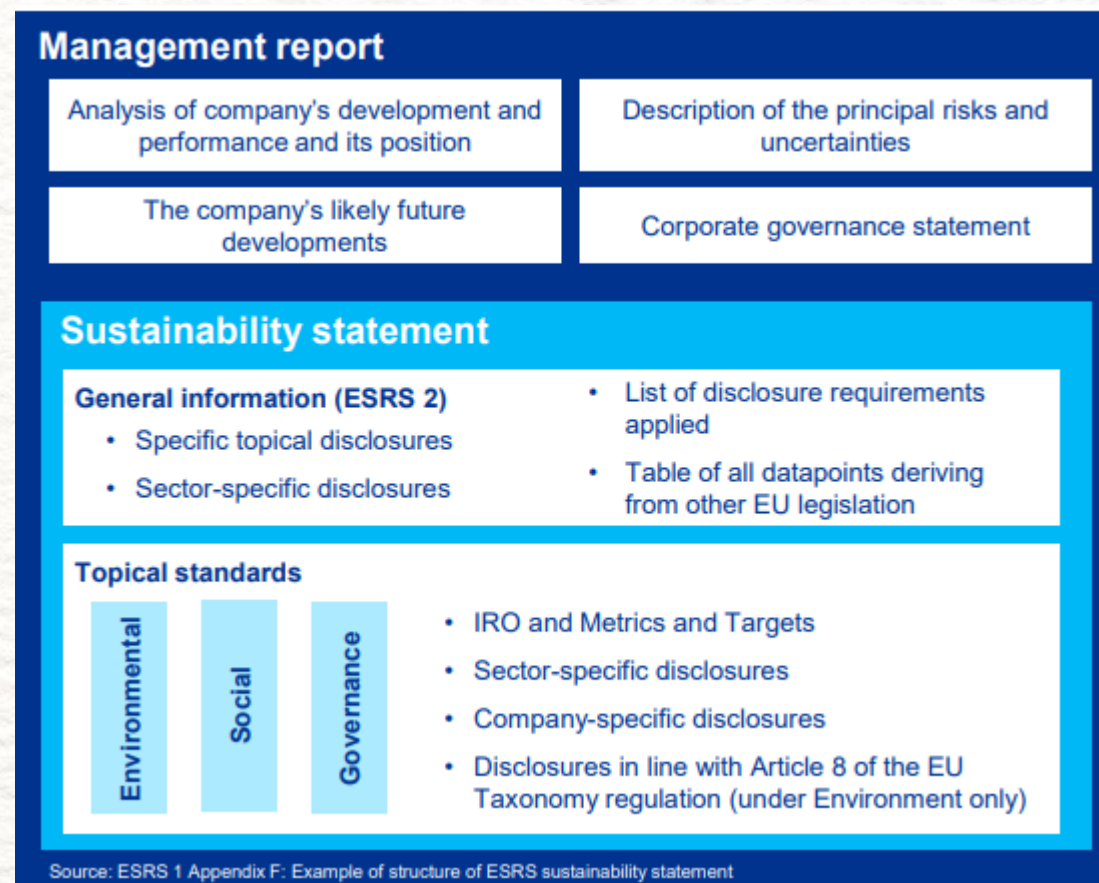 Management report
Analysis of company's development and
performance and its position
Description of the principal risks and
uncertainties
The company's likely future
developments
Corporate governance statement
Sustainability statement
General information (ESRS 2)
• Specific topical disclosures
• Sector-specific disclosures
• List of disclosure requirements
applied
• Table of all datapoints deriving
from other EU legislation
Topical standards
Environmental
Social
Governance
• IRO and Metrics and Targets
• Sector-specific disclosures
• Company-specific disclosures
• Disclosures in line with Article 8 of the EU
Taxonomy regulation (under Environment only)
Source: ESRS 1 Appendix F: Example of structure of ESRS sustainability statement